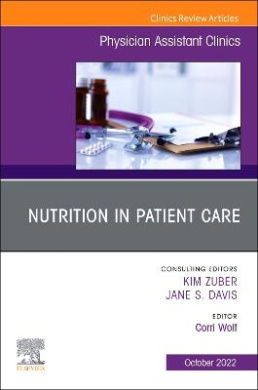 Clinics Review Articles
Physician Assistant Clinics
NUTRITION IN PATIENT CARE
CONSULTING EDITORS
KIM ZUBER
JANE S. DAVIS
EDITOR
Corri Wolf
ELSEVIER
October 2022